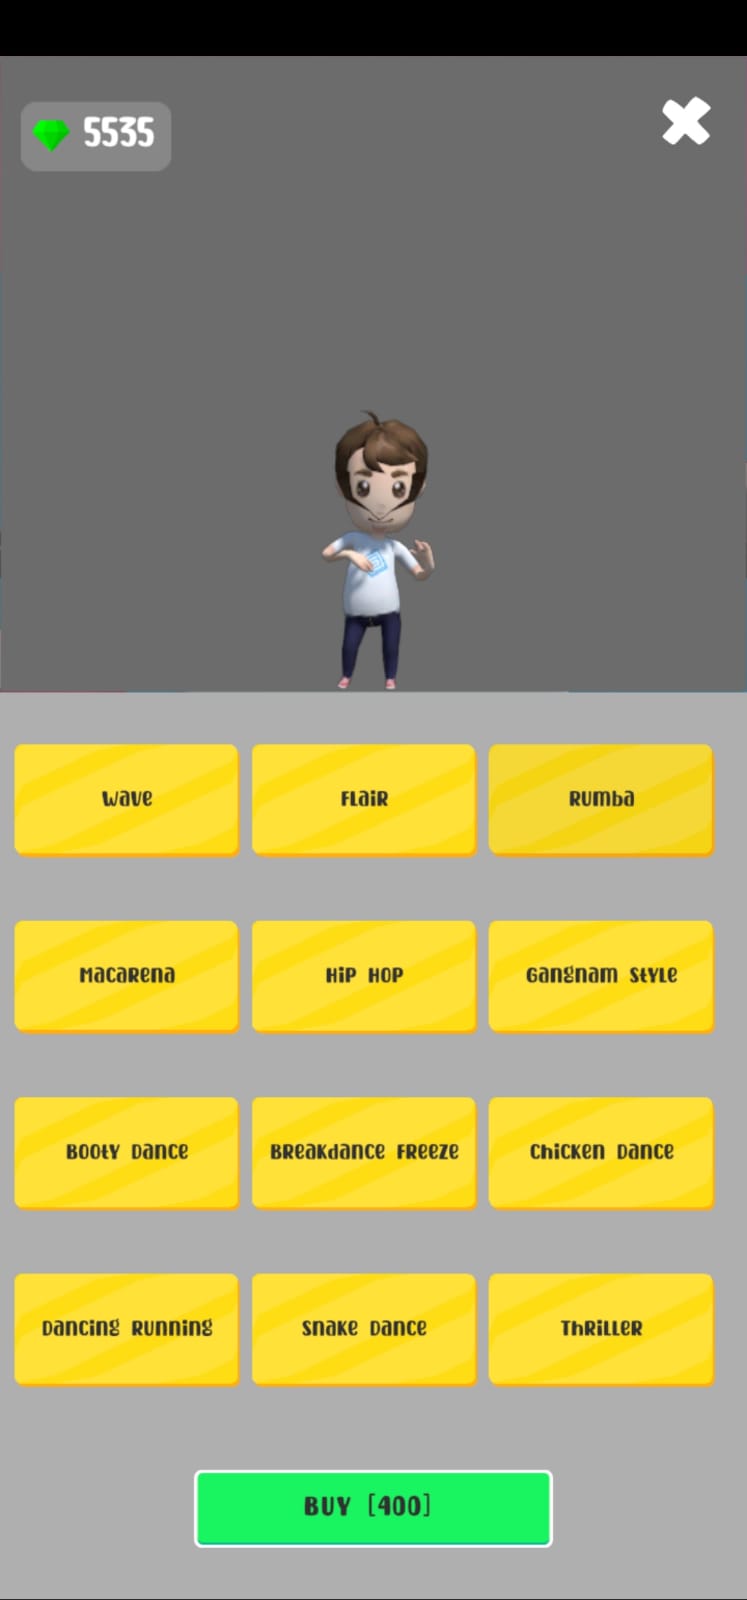 5535
Wave
Flair
Rumba
Macarena
Hip Hop
Gangnam Style
Booty Dance
Breakdance Freeze
Chicken Dance
Dancing Running
Snake Dance
Thriller
BUY [400]